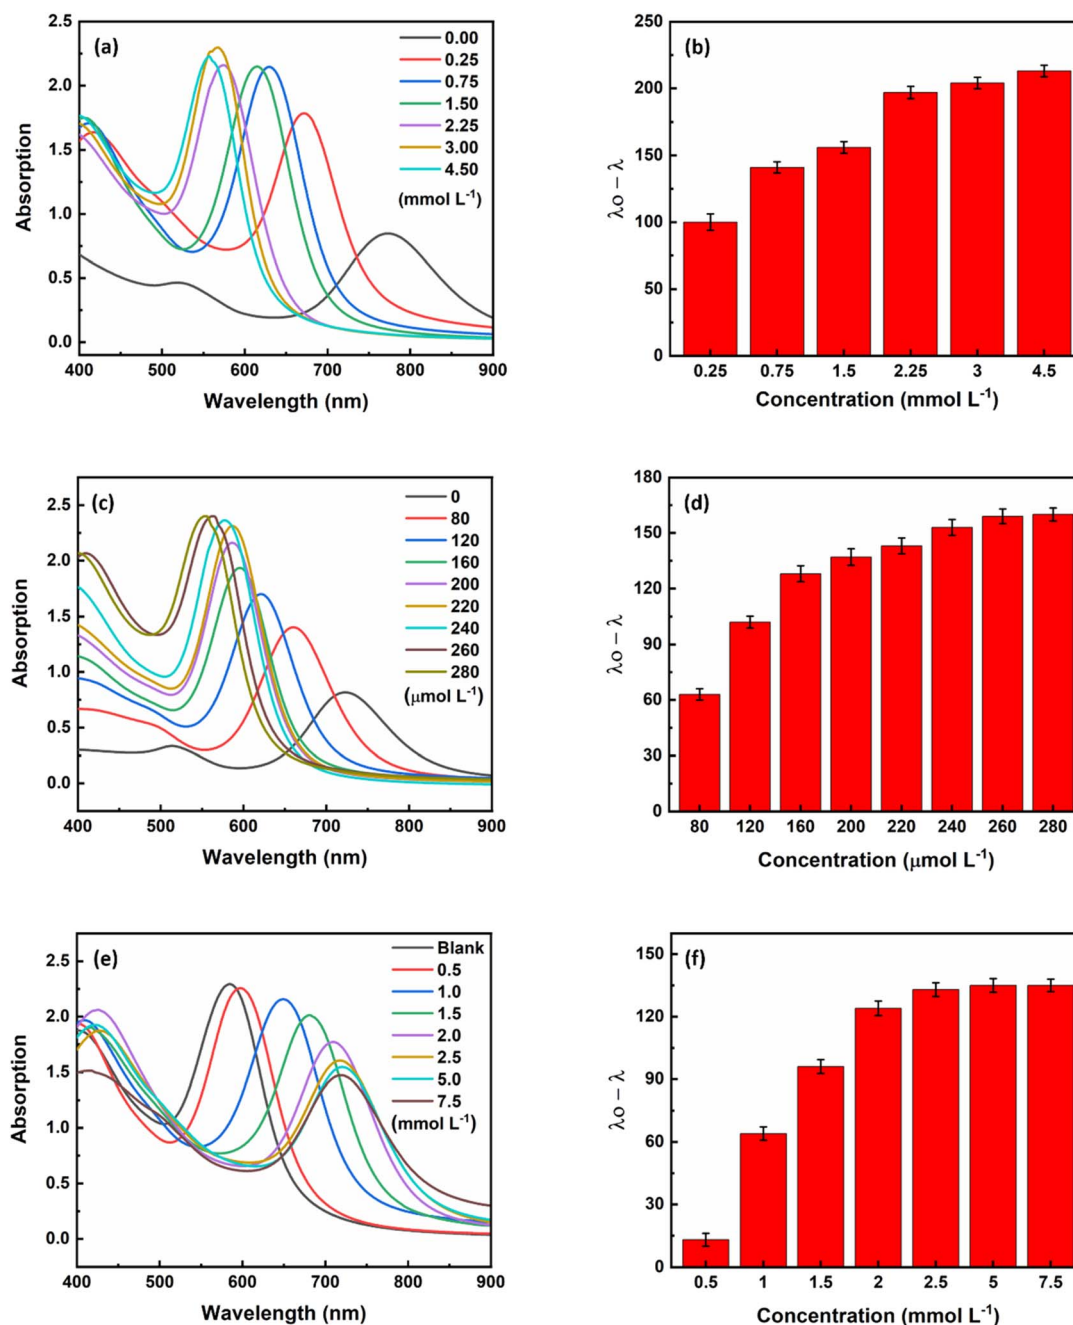 (a)
0.00
0.25
0.75
1.50
2.25
3.00
4.50
(mmol L-1)
2.5
2.0
1.5
1.0
0.5
0.0
Absorption
400 500 600 700 800 900
Wavelength (nm)
(b)
250
200
150
100
50
0
λo – λ
0.25 0.75 1.5 2.25 3 4.5
Concentration (mmol L-1)
(c)
0
80
120
160
200
220
240
260
280
(μmol L-1)
2.5
2.0
1.5
1.0
0.5
0.0
Absorption
400 500 600 700 800 900
Wavelength (nm)
(d)
180
150
120
90
60
30
0
λo – λ
80 120 160 200 220 240 260 280
Concentration (μmol L-1)
(e)
Blank
0.5
1.0
1.5
2.0
2.5
5.0
7.5
(mmol L-1)
2.5
2.0
1.5
1.0
0.5
0.0
Absorption
400 500 600 700 800 900
Wavelength (nm)
(f)
150
120
90
60
30
0
λo – λ
0.5 1 1.5 2 2.5 5 7.5
Concentration (mmol L-1)